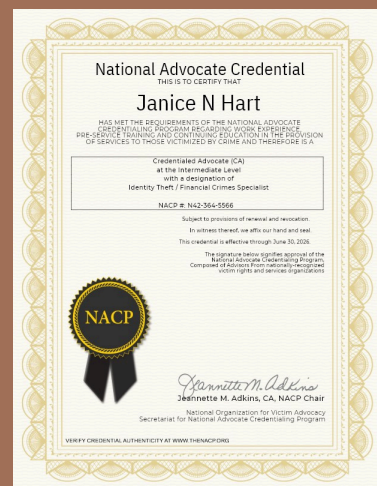 National Advocate Credential
THIS IS TO CERTIFY THAT
Janice N Hart
HAS MET THE REQUIREMENTS OF THE NATIONAL ADVOCATE
CREDENTIALING PROGRAM REGARDING WORK EXPERIENCE,
PRE-SERVICE TRAINING AND CONTINUING EDUCATION IN THE PROVISION
OF SERVICES TO THOSE VICTIMIZED BY CRIME AND THEREFORE IS A
Credentialed Advocate (CA)
at the Intermediate Level
with a designation of
Identity Theft / Financial Crimes Specialist
NACP #: N42-364-5566
Subject to provisions of renewal and revocation.
In witness thereof, we affix our hand and seal.
This credential is effective through June 30, 2026.
The signature below signifies approval of the
National Advocate Credentialing Program,
Composed of Advisors From nationally-recognized
victim rights and services organizations
NACP
Jeannette M. Adkins
Jeannette M. Adkins, CA, NACP Chair
National Organization for Victim Advocacy
Secretariat for National Advocate Credentialing Program
VERIFY CREDENTIAL AUTHENTICITY AT WWW.THENACP.ORG